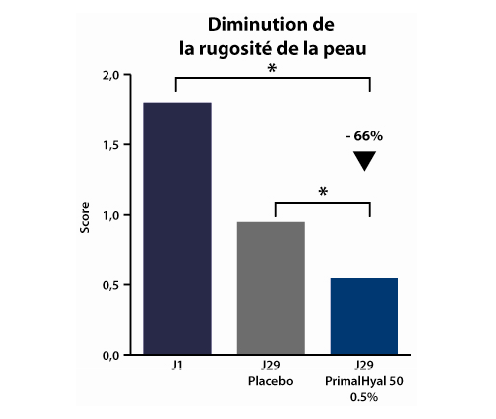 Diminution de
la rugosité de la peau
*
2,0
- 66%
1,5
*
1,0
Score
0,5
0,0
J1
J29
Placebo
J29
PrimalHyal 50
0.5%